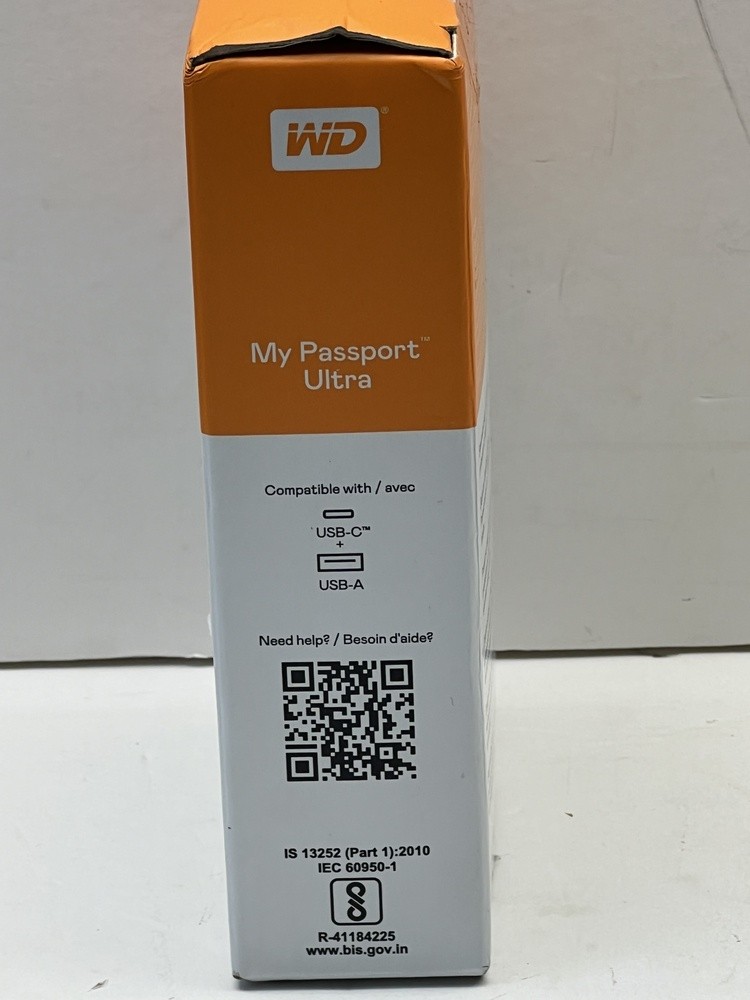 WD®
My Passport™
Ultra
Compatible with / avec
USB-C™
+
USB-A
Need help? / Besoin d'aide?
IS 13252 (Part 1):2010
IEC 60950-1
R-41184225
www.bis.gov.in